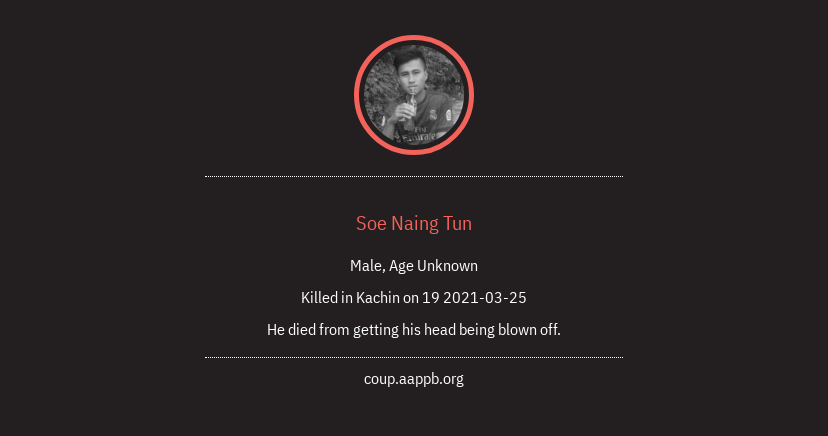 Soe Naing Tun
Male, Age Unknown
Killed in Kachin on 19 2021-03-25
He died from getting his head being blown off.
coup.aappb.org